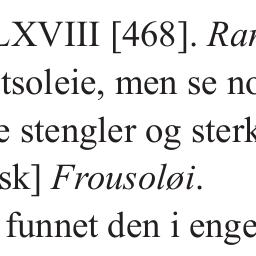 LXVIII [468]. Ran
tsoleie, men se no
e stengler og sterk
sk] Frousoløi.
funnet den i enge